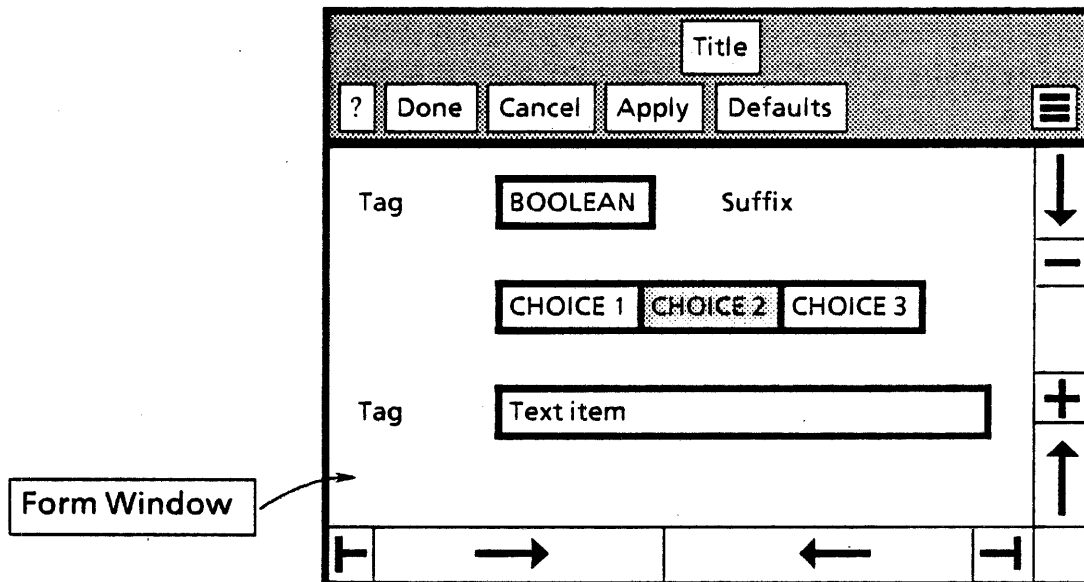 Title
? Done Cancel Apply Defaults
Tag BOOLEAN Suffix
CHOICE 1 CHOICE 2 CHOICE 3
Tag Text item
Form Window